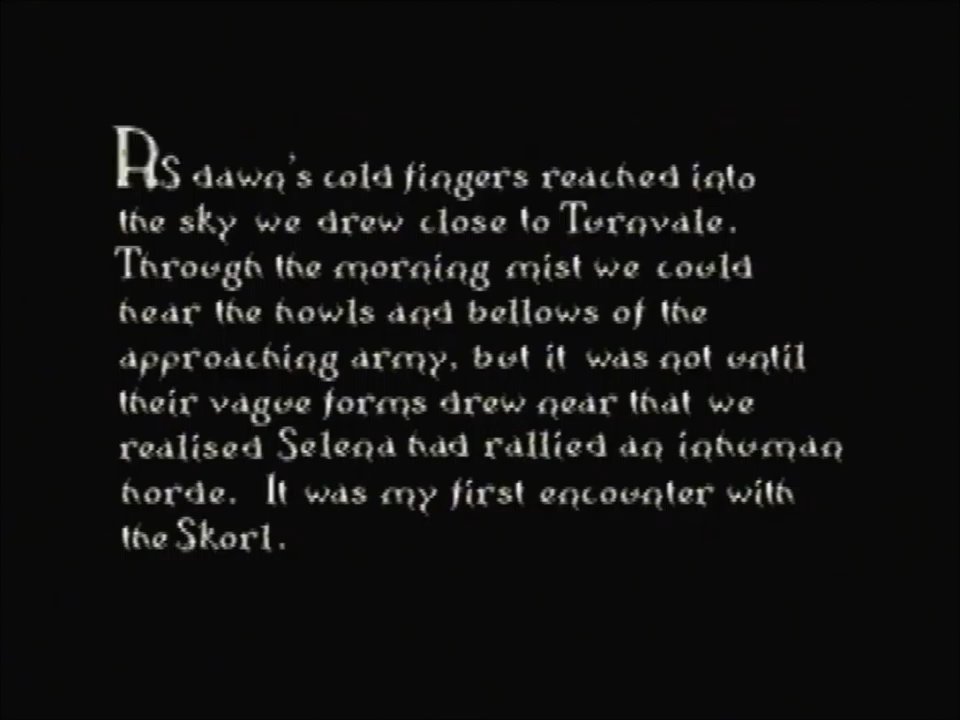 As dawn's cold fingers reached into
the sky we drew close to Turnvale.
Through the morning mist we could
hear the howls and bellows of the
approaching army, but it was not until
their vague forms drew near that we
realised Selena had rallied an inhuman
horde. It was my first encounter with
the Skorl.